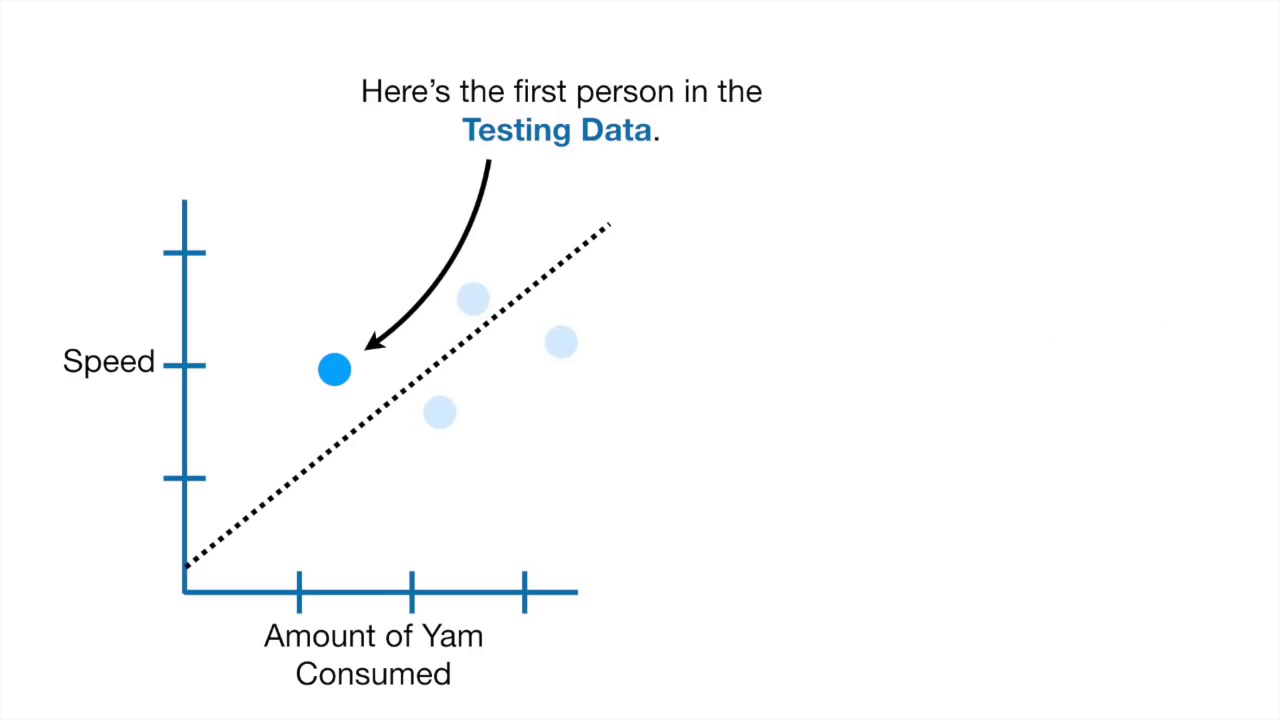 Here’s the first person in the
Testing Data.
Speed
Amount of Yam
Consumed